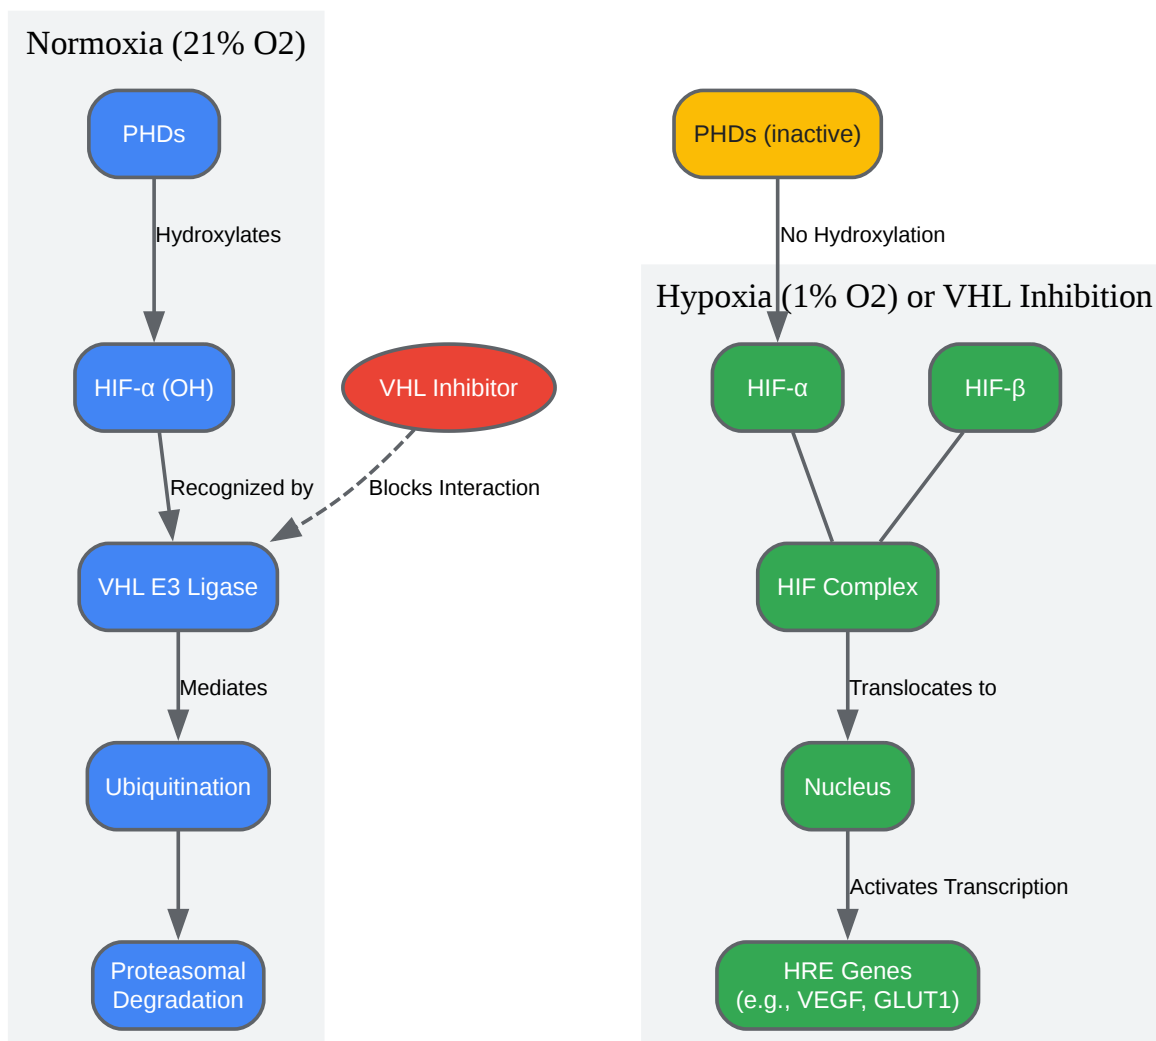 Normoxia (21% O2)
PHDs
Hydroxylates
HIF-α (OH)
VHL Inhibitor
Recognized by
Blocks Interaction
VHL E3 Ligase
Mediates
Ubiquitination
Proteasomal
Degradation
PHDs (inactive)
No Hydroxylation
Hypoxia (1% O2) or VHL Inhibition
HIF-α
HIF-β
HIF Complex
Translocates to
Nucleus
Activates Transcription
HRE Genes
(e.g., VEGF, GLUT1)